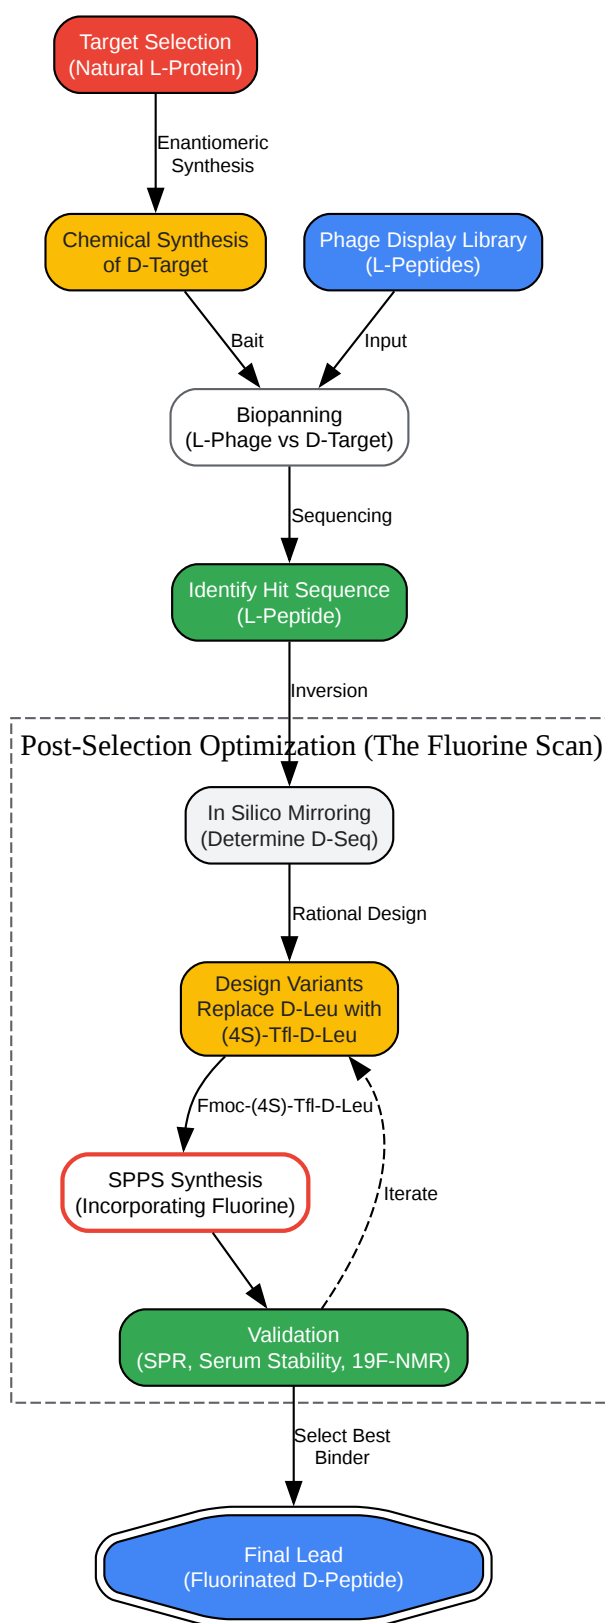 Target Selection
(Natural L-Protein)
Enantiomeric
Synthesis
Chemical Synthesis
of D-Target
Phage Display Library
(L-Peptides)
Bait
Input
Biopanning
(L-Phage vs D-Target)
Sequencing
Identify Hit Sequence
(L-Peptide)
Inversion
Post-Selection Optimization (The Fluorine Scan)
In Silico Mirroring
(Determine D-Seq)
Rational Design
Design Variants
Replace D-Leu with
(4S)-Tfl-D-Leu
Fmoc-(4S)-Tfl-D-Leu
SPPS Synthesis
(Incorporating Fluorine)
Iterate
Validation
(SPR, Serum Stability, 19F-NMR)
Select Best
Binder
Final Lead
(Fluorinated D-Peptide)